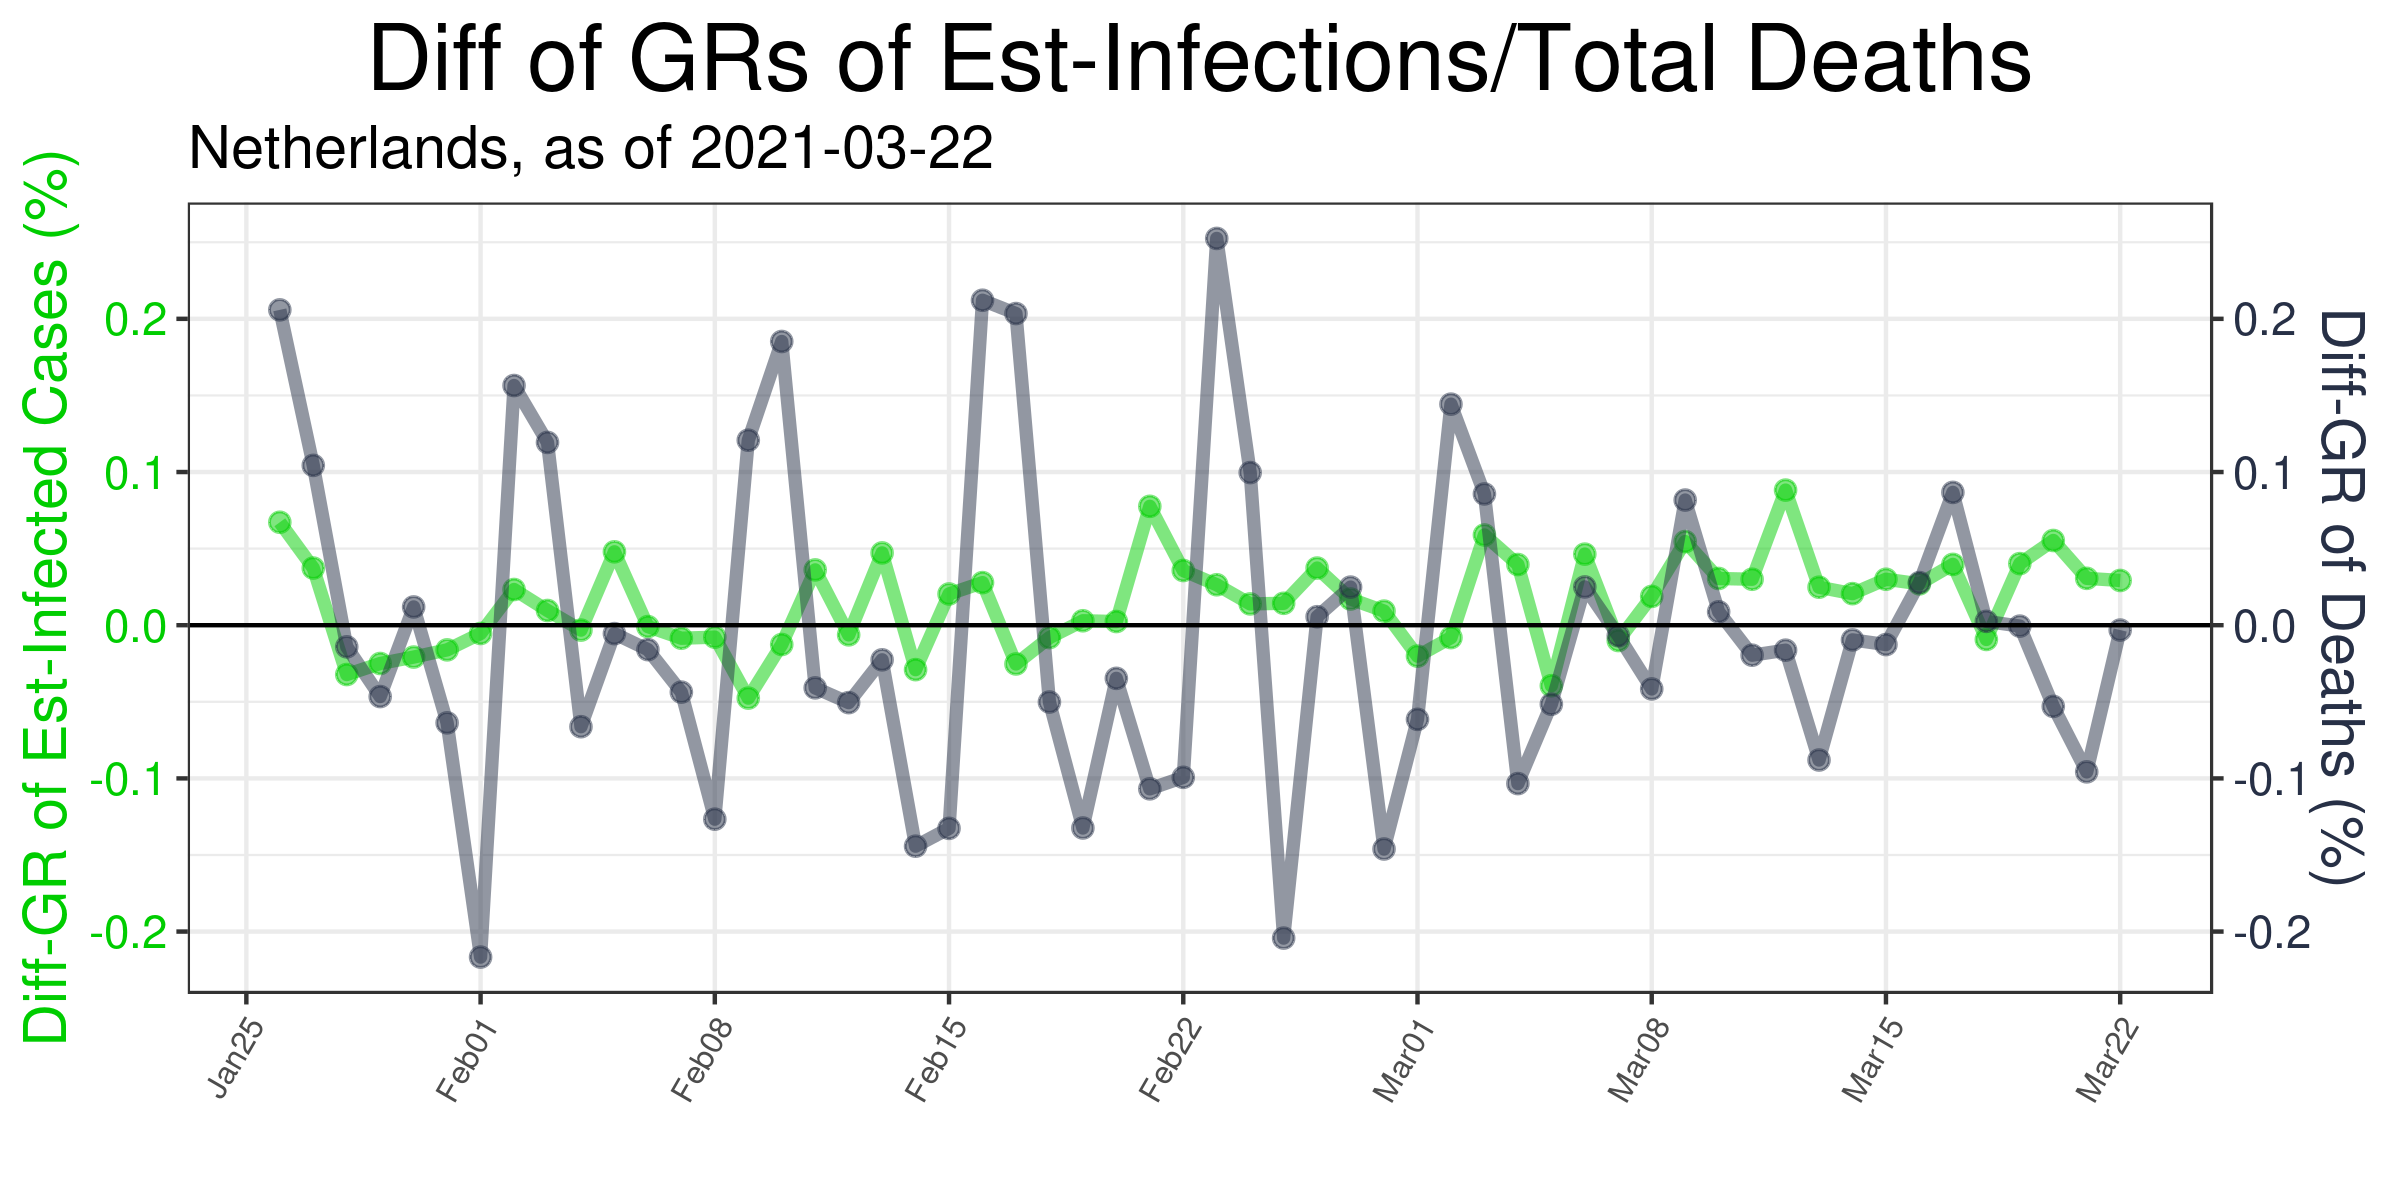 Diff of GRs of Est-Infections/Total Deaths
Netherlands, as of 2021-03-22
Diff-GR of Est-Infected Cases (%)
0.2
0.1
0.0
-0.1
-0.2
0.2
0.1
0.0
-0.1
-0.2
Diff-GR of Deaths (%)
Jan25
Feb01
Feb08
Feb15
Feb22
Mar01
Mar08
Mar15
Mar22